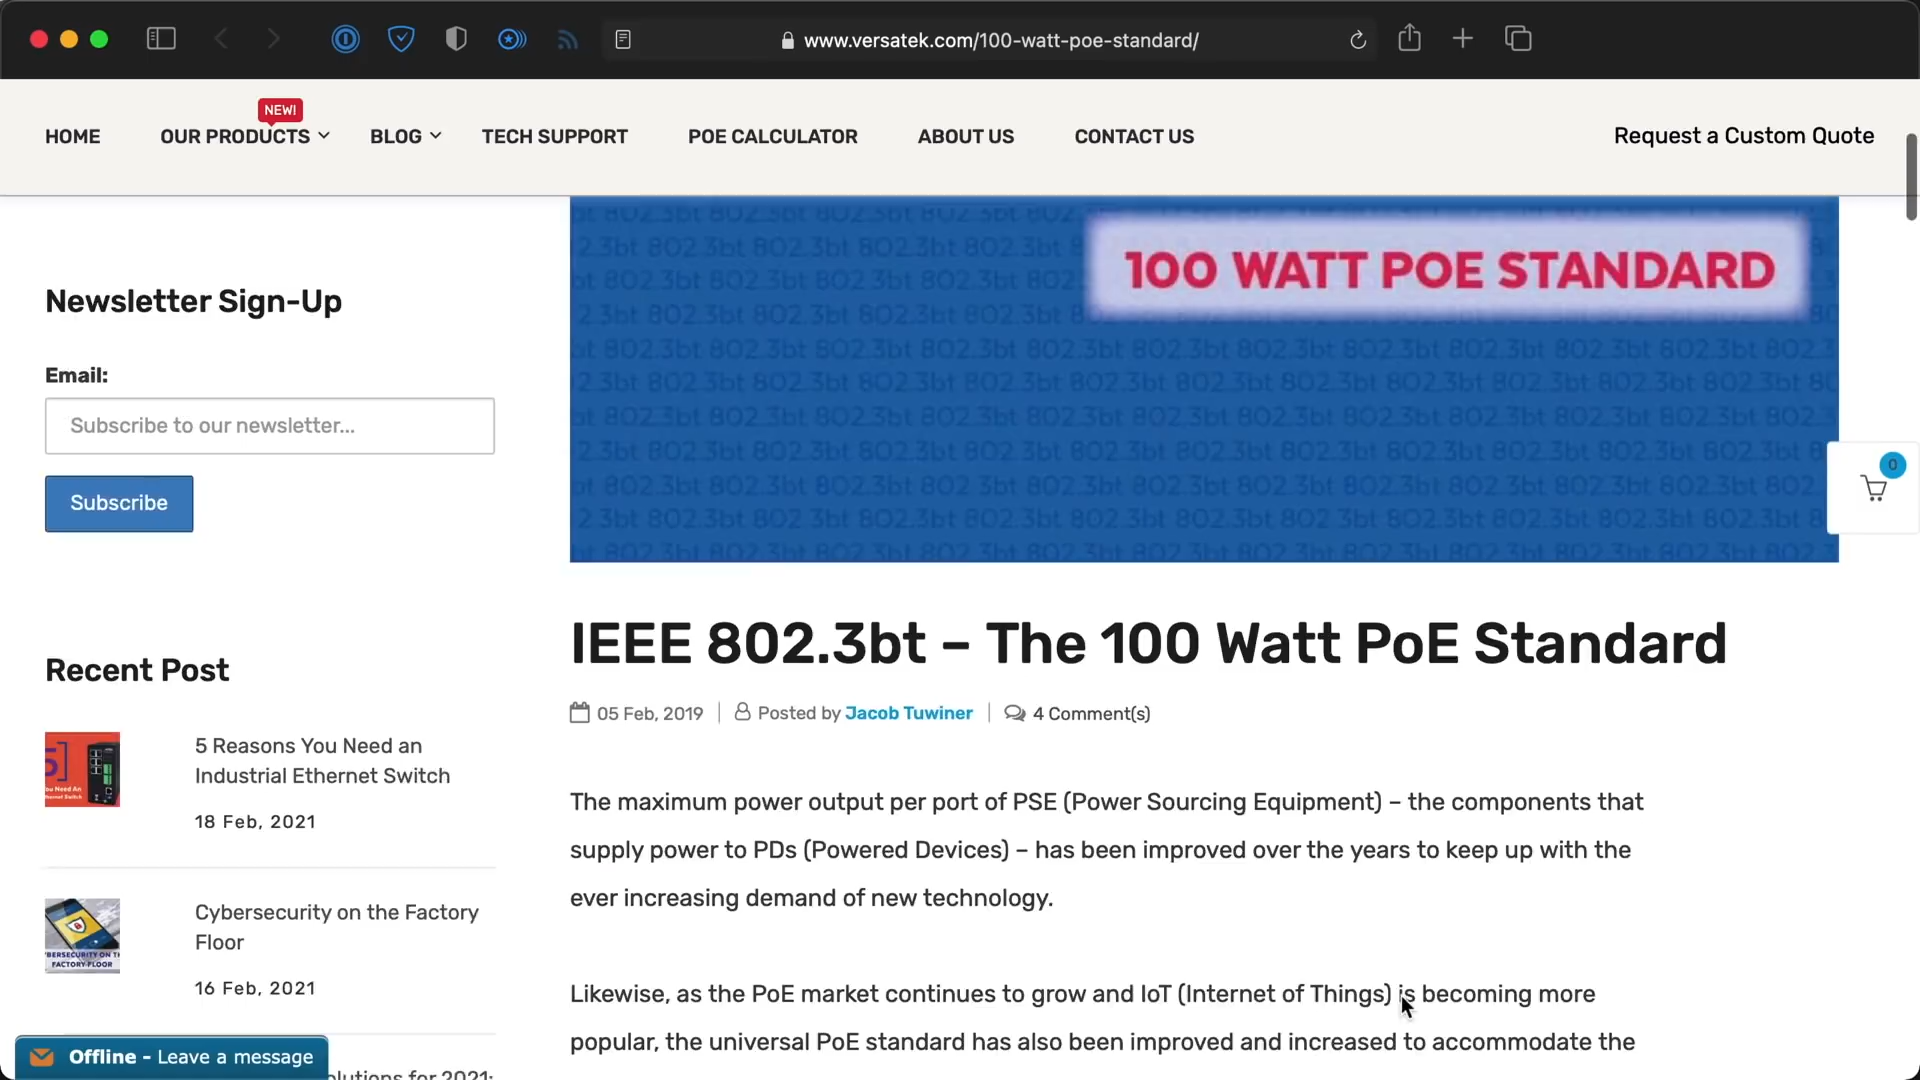 www.versatek.com/100-watt-poe-standard/
NEW!
HOME OUR PRODUCTS BLOG TECH SUPPORT POE CALCULATOR ABOUT US CONTACT US Request a Custom Quote
100 WATT POE STANDARD
Newsletter Sign-Up
Email:
Subscribe to our newsletter...
Subscribe
0
IEEE 802.3bt – The 100 Watt PoE Standard
05 Feb, 2019 | Posted by Jacob Tuwiner | 4 Comment(s)
The maximum power output per port of PSE (Power Sourcing Equipment) – the components that
supply power to PDs (Powered Devices) – has been improved over the years to keep up with the
ever increasing demand of new technology.
Likewise, as the PoE market continues to grow and IoT (Internet of Things) is becoming more
popular, the universal PoE standard has also been improved and increased to accommodate the
Recent Post
5 Reasons You Need an
Industrial Ethernet Switch
18 Feb, 2021
Cybersecurity on the Factory
Floor
16 Feb, 2021
FACTORY FLOOR
Offline - Leave a message
for 2021: